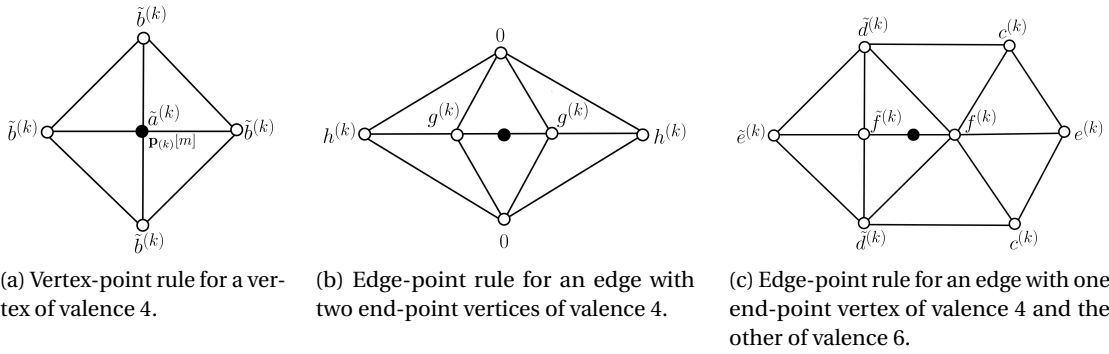 b̃^(k)
b̃^(k) ã^(k) b̃^(k)
p_(k)[m]
b̃^(k)
0
h^(k) g^(k) g^(k) h^(k)
0
d̃^(k) c^(k)
ẽ^(k) f̃^(k) f^(k) e^(k)
d̃^(k) c^(k)
(a) Vertex-point rule for a ver-
tex of valence 4.
(b) Edge-point rule for an edge with
two end-point vertices of valence 4.
(c) Edge-point rule for an edge with one
end-point vertex of valence 4 and the
other of valence 6.